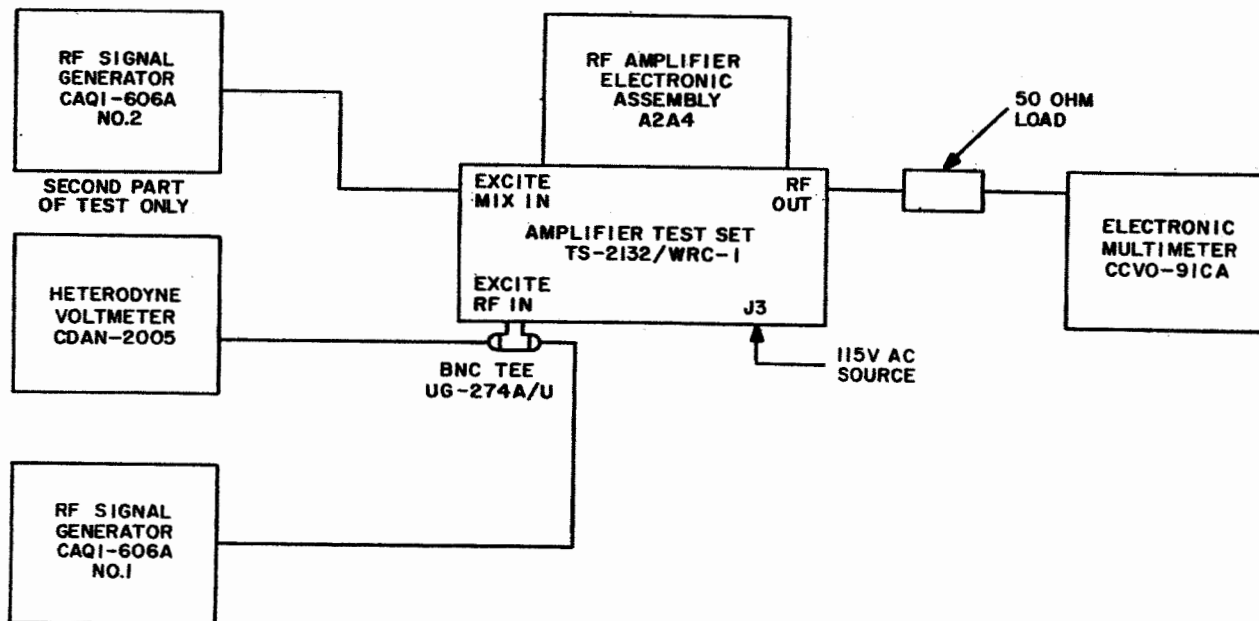 RF SIGNAL
GENERATOR
CAQI-606A
NO.2
SECOND PART
OF TEST ONLY
RF AMPLIFIER
ELECTRONIC
ASSEMBLY
A2A4
50 OHM
LOAD
EXCITE
MIX IN
RF
OUT
AMPLIFIER TEST SET
TS-2132/WRC-1
EXCITE
RF IN
J3
ELECTRONIC
MULTIMETER
CCVO-91CA
HETERODYNE
VOLTMETER
CDAN-2005
BNC TEE
UG-274A/U
115V AC
SOURCE
RF SIGNAL
GENERATOR
CAQI-606A
NO.1